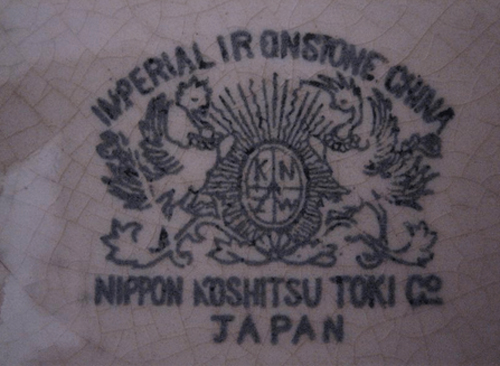 IMPERIAL IRONSTONE CHINA
K N
Z W
NIPPON KOSHITSU TOKI Co
JAPAN